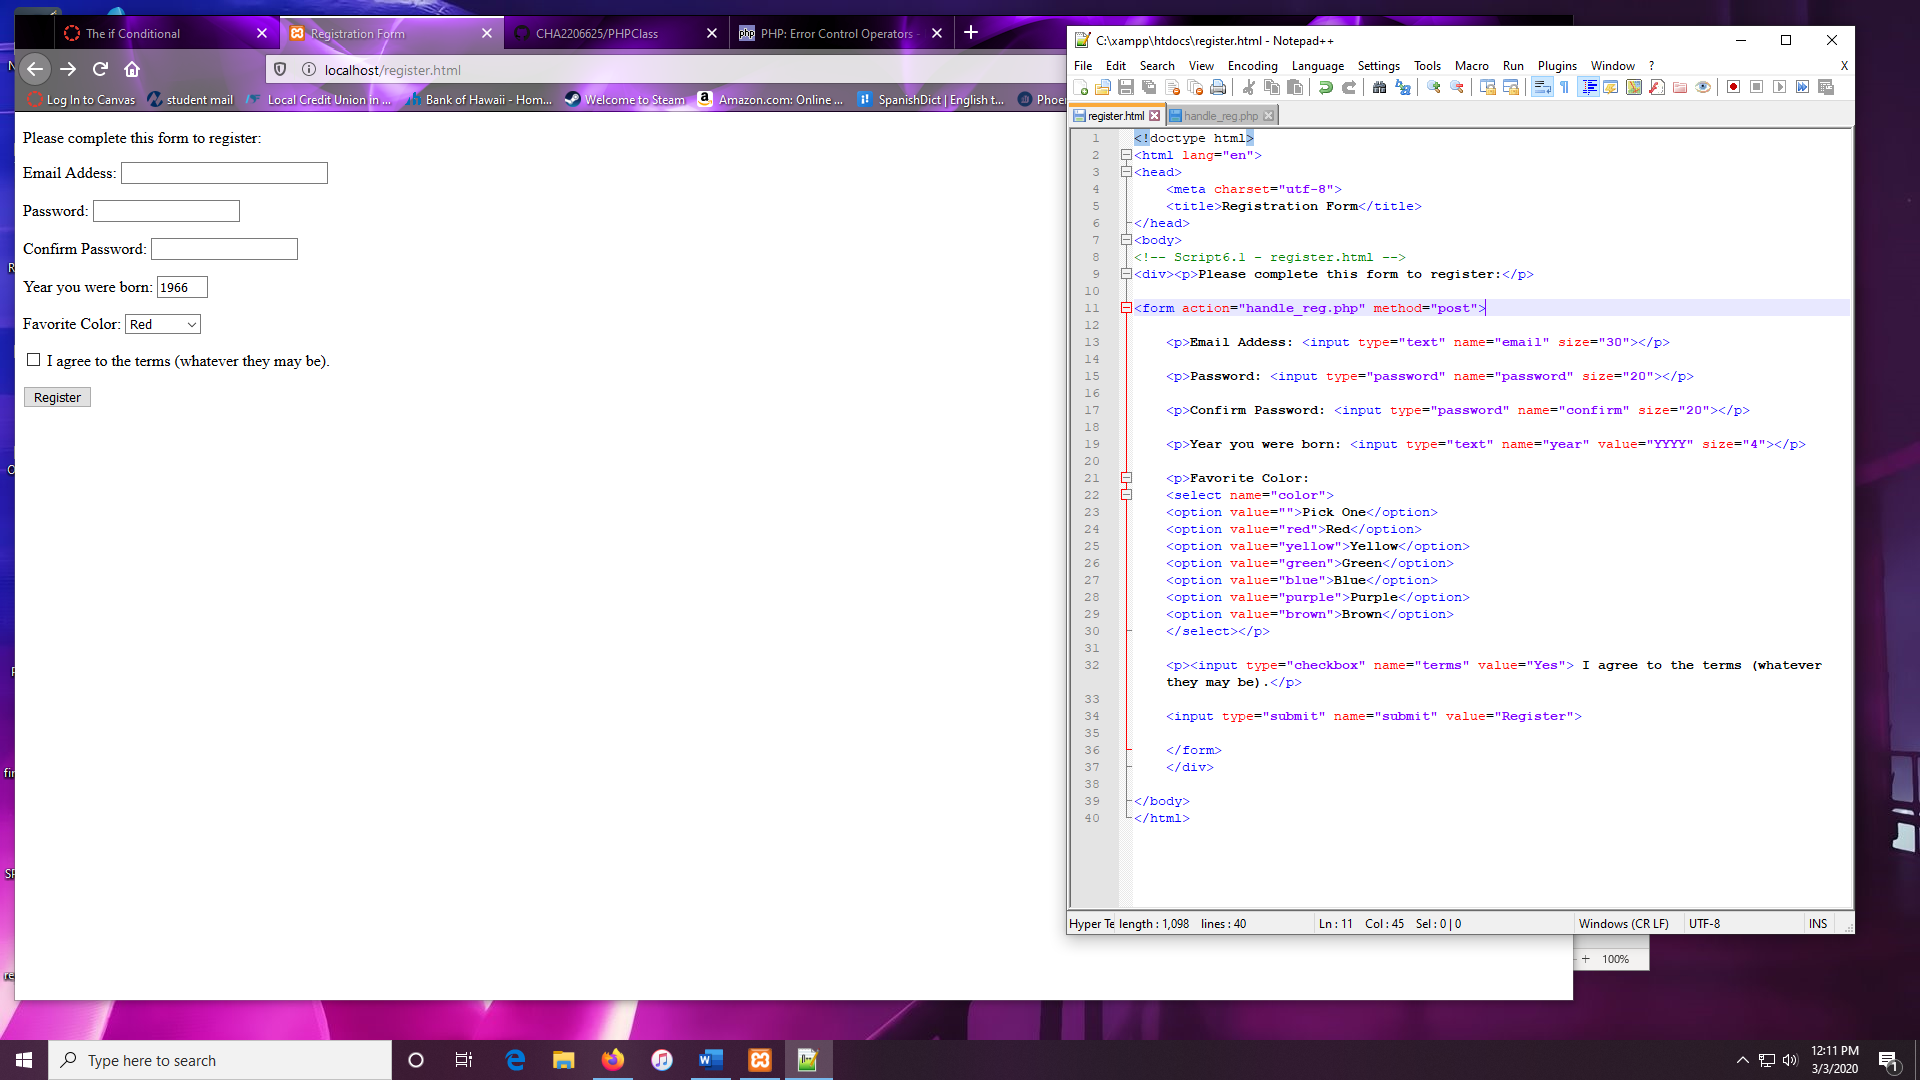 The if Conditional
Registration Form
CHA2206625/PHPClass
PHP: Error Control Operators -
localhost/register.html
Log In to Canvas
student mail
Local Credit Union in ...
Bank of Hawaii - Hom...
Welcome to Steam
Amazon.com: Online ...
SpanishDict | English t...
Phoe
Please complete this form to register:
Email Addess:
Password:
Confirm Password:
Year you were born: 1966
Favorite Color: Red
I agree to the terms (whatever they may be).
Register
C:\xampp\htdocs\register.html - Notepad++
File Edit Search View Encoding Language Settings Tools Macro Run Plugins Window ? X
register.html
handle_reg.php
1 <!doctype html>
2 <html lang="en">
3 <head>
4 <meta charset="utf-8">
5 <title>Registration Form</title>
6 </head>
7 <body>
8 <!-- Script6.1 - register.html -->
9 <div><p>Please complete this form to register:</p>
10
11 <form action="handle_reg.php" method="post">
12
13 <p>Email Addess: <input type="text" name="email" size="30"></p>
14
15 <p>Password: <input type="password" name="password" size="20"></p>
16
17 <p>Confirm Password: <input type="password" name="confirm" size="20"></p>
18
19 <p>Year you were born: <input type="text" name="year" value="YYYY" size="4"></p>
20
21 <p>Favorite Color:
22 <select name="color">
23 <option value="">Pick One</option>
24 <option value="red">Red</option>
25 <option value="yellow">Yellow</option>
26 <option value="green">Green</option>
27 <option value="blue">Blue</option>
28 <option value="purple">Purple</option>
29 <option value="brown">Brown</option>
30 </select></p>
31
32 <p><input type="checkbox" name="terms" value="Yes"> I agree to the terms (whatever
they may be).</p>
33
34 <input type="submit" name="submit" value="Register">
35
36 </form>
37 </div>
38
39 </body>
40 </html>
Hyper Te length : 1,098 lines : 40 Ln : 11 Col : 45 Sel : 0 | 0 Windows (CR LF) UTF-8 INS
+ 100%
Type here to search
12:11 PM
3/3/2020
1